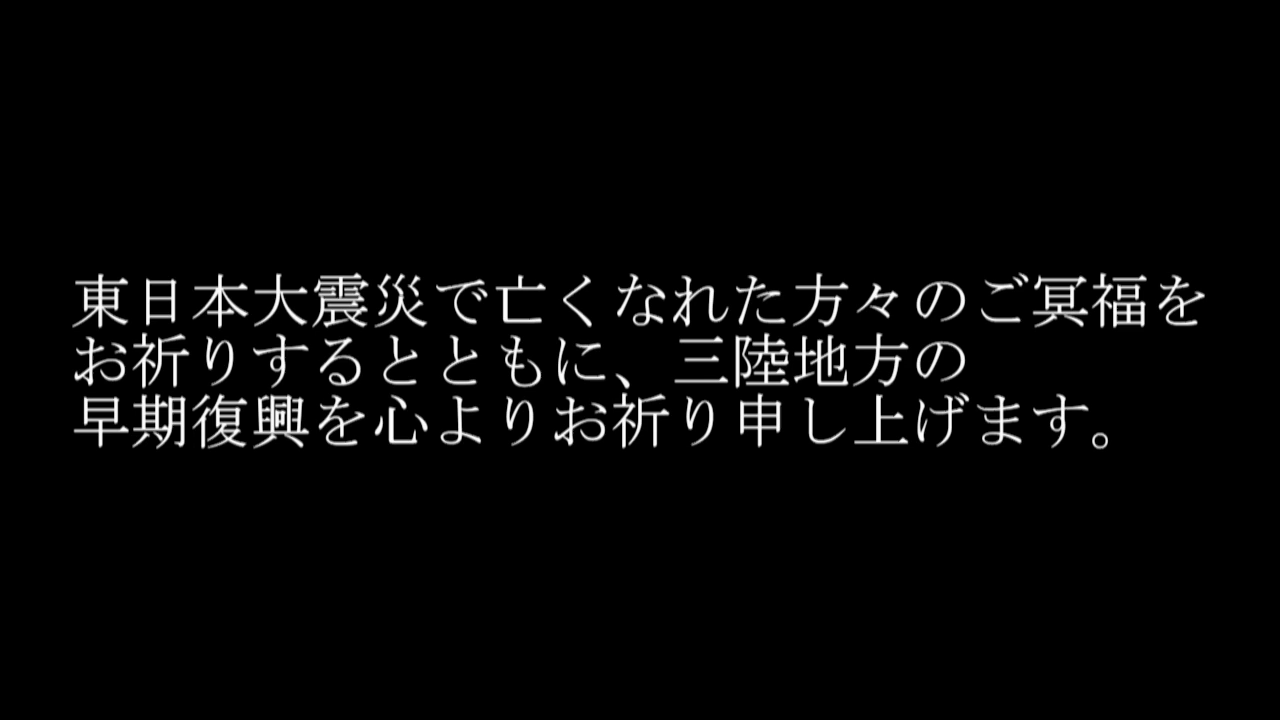 東日本大震災で亡くなれた方々のご冥福を
お祈りするとともに、三陸地方の
早期復興を心よりお祈り申し上げます。